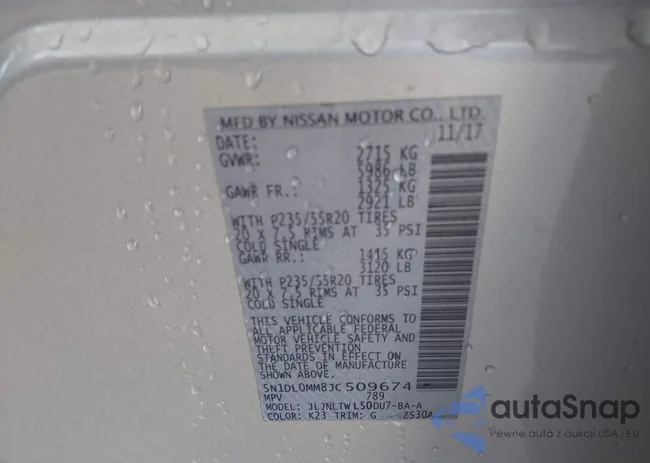 MFD BY NISSAN MOTOR CO., LTD.
DATE: 11/17
GVWR: 2715 KG
5986 LB
GAWR FR.: 1325 KG
2921 LB
WITH P235/55R20 TIRES
20 X 7.5 RIMS AT 35 PSI
COLD SINGLE
GAWR RR.: 1415 KG
3120 LB
WITH P235/55R20 TIRES
20 X 7.5 RIMS AT 35 PSI
COLD SINGLE
THIS VEHICLE CONFORMS TO
ALL APPLICABLE FEDERAL
MOTOR VEHICLE SAFETY AND
THEFT PREVENTION
STANDARDS IN EFFECT ON
THE DATE OF MANUFACTURE
SHOWN ABOVE.
5N1DL0MM8JC509674
MPV 789
MODEL: JLJNLTWL50DU7-BA-A
COLOR: K23 TRIM: G ZS30A
autoSnap
Pewne auta z aukcji USA - EU